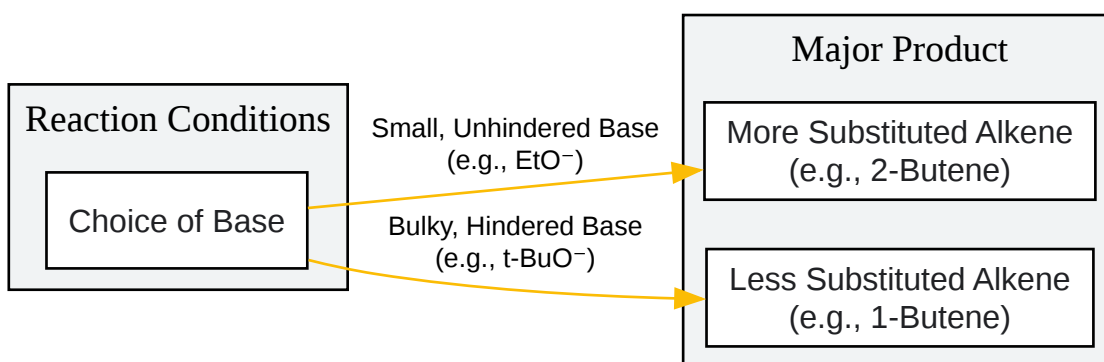 Reaction Conditions
Choice of Base
Small, Unhindered Base
(e.g., EtO⁻)
Bulky, Hindered Base
(e.g., t-BuO⁻)
Major Product
More Substituted Alkene
(e.g., 2-Butene)
Less Substituted Alkene
(e.g., 1-Butene)